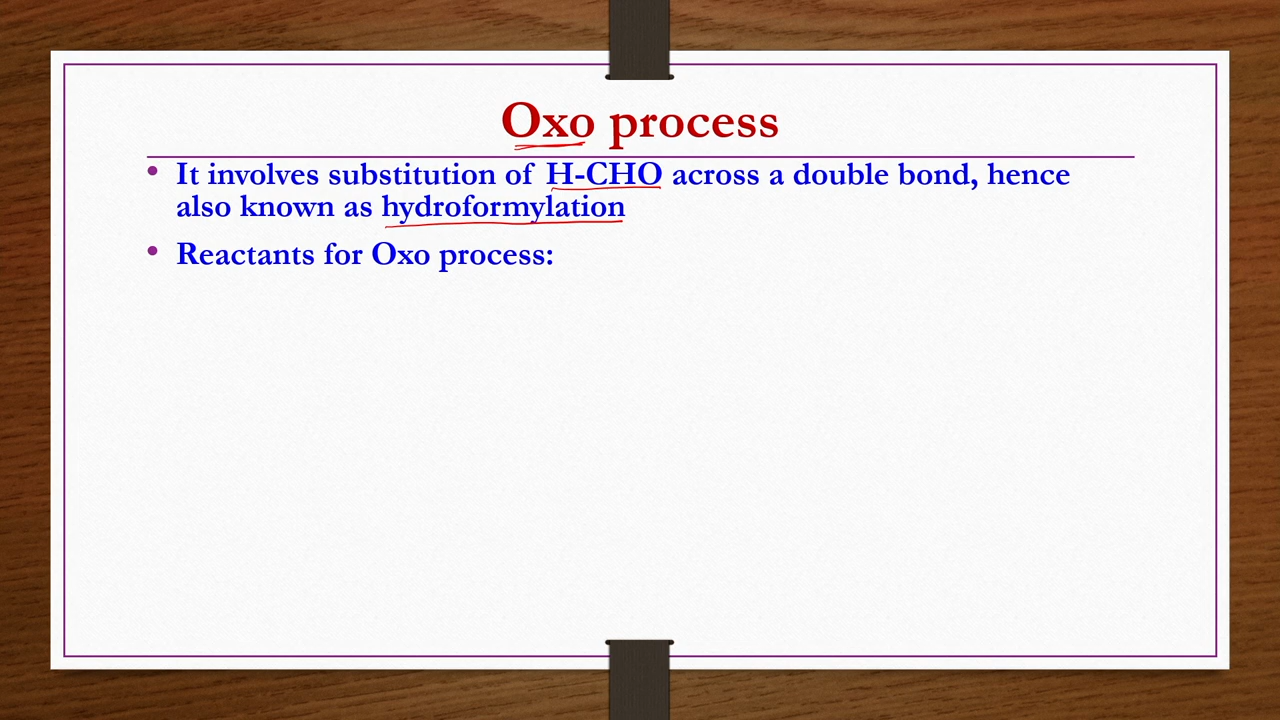 Oxo process
• It involves substitution of H-CHO across a double bond, hence
also known as hydroformylation
• Reactants for Oxo process: